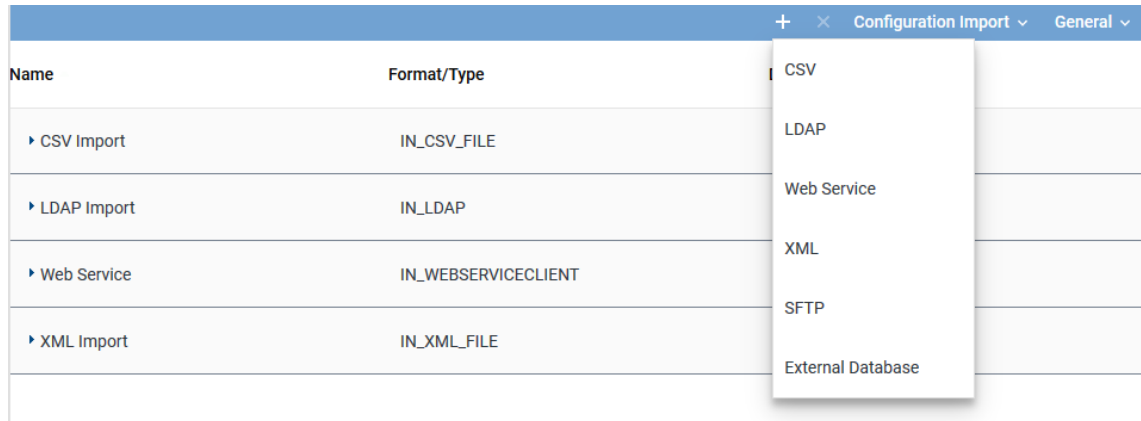 + × Configuration Import General
Name Format/Type
CSV
CSV Import IN_CSV_FILE
LDAP
Web Service
LDAP Import IN_LDAP
XML
Web Service IN_WEBSERVICECLIENT
SFTP
XML Import IN_XML_FILE
External Database